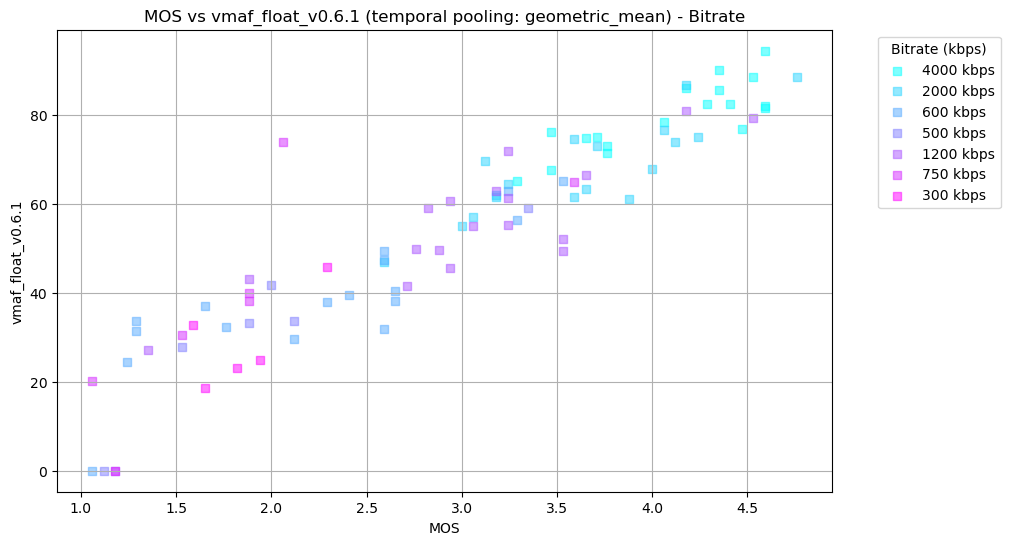 MOS vs vmaf_float_v0.6.1 (temporal pooling: geometric_mean) - Bitrate
Bitrate (kbps)
4000 kbps
2000 kbps
600 kbps
500 kbps
1200 kbps
750 kbps
300 kbps
vmaf_float_v0.6.1
80
60
40
20
0
1.0 1.5 2.0 2.5 3.0 3.5 4.0 4.5
MOS